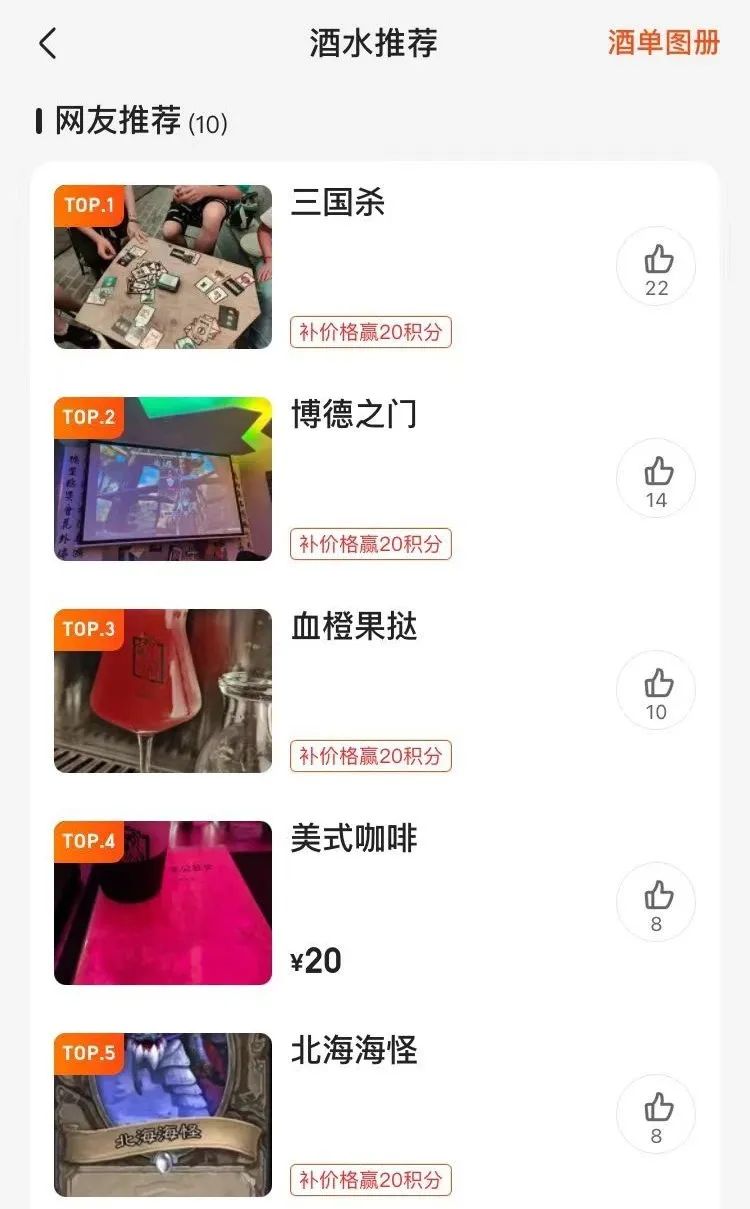 酒水推荐
酒单图册
网友推荐 (10)
TOP.1
三国杀
22
补价格赢20积分
TOP.2
博德之门
14
补价格赢20积分
TOP.3
血橙果挞
10
补价格赢20积分
TOP.4
美式咖啡
8
¥20
TOP.5
北海海怪
北海海怪
8
补价格赢20积分